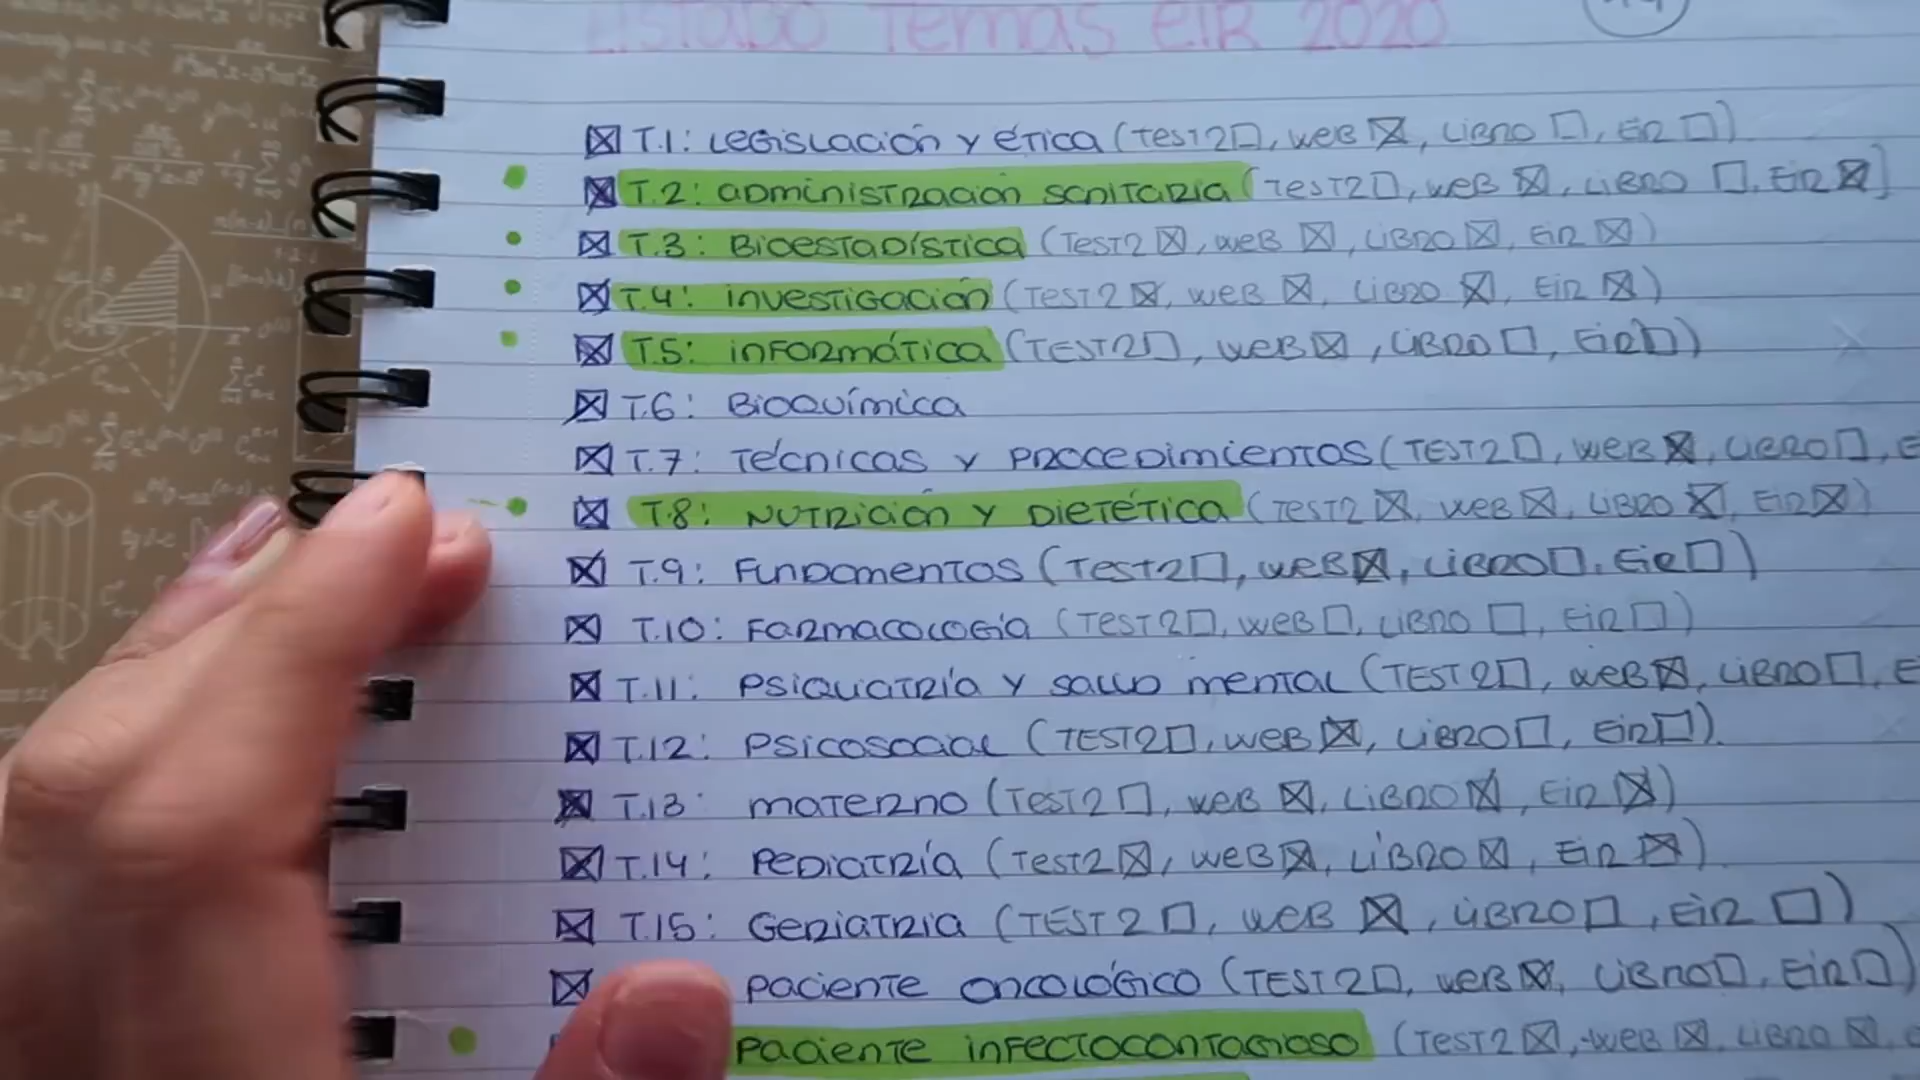 Listado Temas EIR 2020
☒ T.1: Legislación y ética (Test2 ☐, web ☒, Libro ☐, Eir ☐)
☒ T.2: administración sanitaria (Test2 ☐, web ☒, Libro ☐, Eir ☒]
☒ T.3: Bioestadística (Test2 ☒, web ☒, Libro ☒, Eir ☒)
☒ T.4: investigación (Test2 ☒, web ☒, Libro ☒, Eir ☒)
☒ T.5: informática (Test2 ☐, web ☒, Libro ☐, Eir ☐)
☒ T.6: Bioquímica
☒ T.7: Técnicas y procedimientos (Test2 ☐, web ☒, Libro ☐, E
☒ T.8: Nutrición y Dietética (Test2 ☒, web ☒, Libro ☒, Eir ☒)
☒ T.9: Fundamentos (Test2 ☐, web ☒, Libro ☐, Eir ☐)
☒ T.10: Farmacología (Test2 ☐, web ☐, Libro ☐, Eir ☐)
☒ T.11: Psiquiatría y salud mental (Test2 ☐, web ☒, Libro ☐, E
☒ T.12: Psicosocial (Test2 ☐, web ☒, Libro ☐, Eir ☐).
☒ T.13: materno (Test2 ☐, web ☒, Libro ☒, Eir ☒)
☒ T.14: Pediatría (Test2 ☒, web ☒, Libro ☒, Eir ☒)
☒ T.15: Geriatria (Test2 ☐, web ☒, Libro ☐, Eir ☐)
☒ paciente oncológico (Test2 ☐, web ☒, Libro ☐, Eir ☐)
paciente infectocontagioso (Test2 ☒, web ☒, Libro ☒,